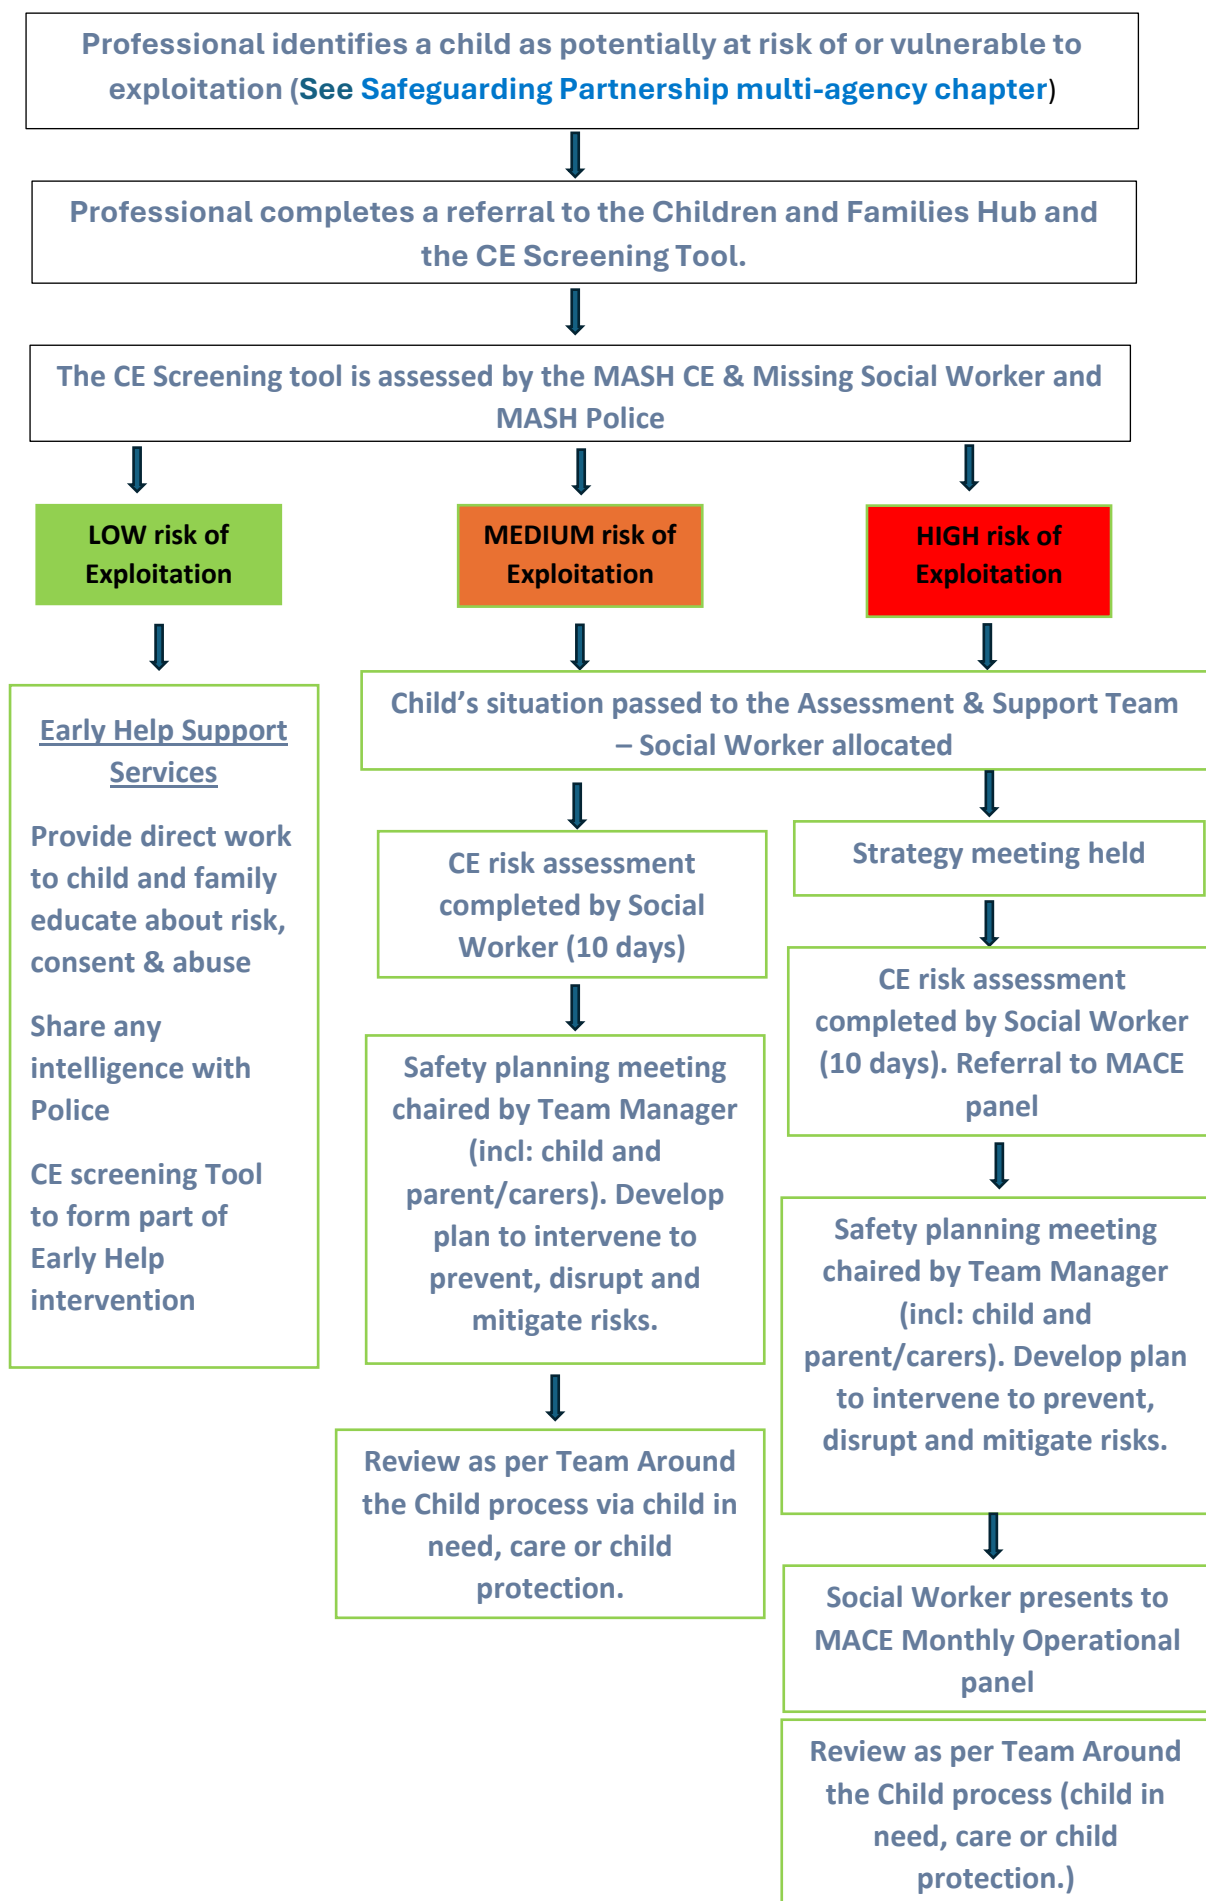 Professional identifies a child as potentially at risk of or vulnerable to
exploitation (See Safeguarding Partnership multi-agency chapter)
Professional completes a referral to the Children and Families Hub and
the CE Screening Tool.
The CE Screening tool is assessed by the MASH CE & Missing Social Worker and
MASH Police
LOW risk of
Exploitation
MEDIUM risk of
Exploitation
HIGH risk of
Exploitation
Early Help Support
Services
Provide direct work
to child and family
educate about risk,
consent & abuse
Share any
intelligence with
Police
CE screening Tool
to form part of
Early Help
intervention
Child’s situation passed to the Assessment & Support Team
– Social Worker allocated
CE risk assessment
completed by Social
Worker (10 days)
Safety planning meeting
chaired by Team Manager
(incl: child and
parent/carers). Develop
plan to intervene to
prevent, disrupt and
mitigate risks.
Review as per Team Around
the Child process via child in
need, care or child
protection.
Strategy meeting held
CE risk assessment
completed by Social Worker
(10 days). Referral to MACE
panel
Safety planning meeting
chaired by Team Manager
(incl: child and
parent/carers). Develop plan
to intervene to prevent,
disrupt and mitigate risks.
Social Worker presents to
MACE Monthly Operational
panel
Review as per Team Around
the Child process (child in
need, care or child
protection.)